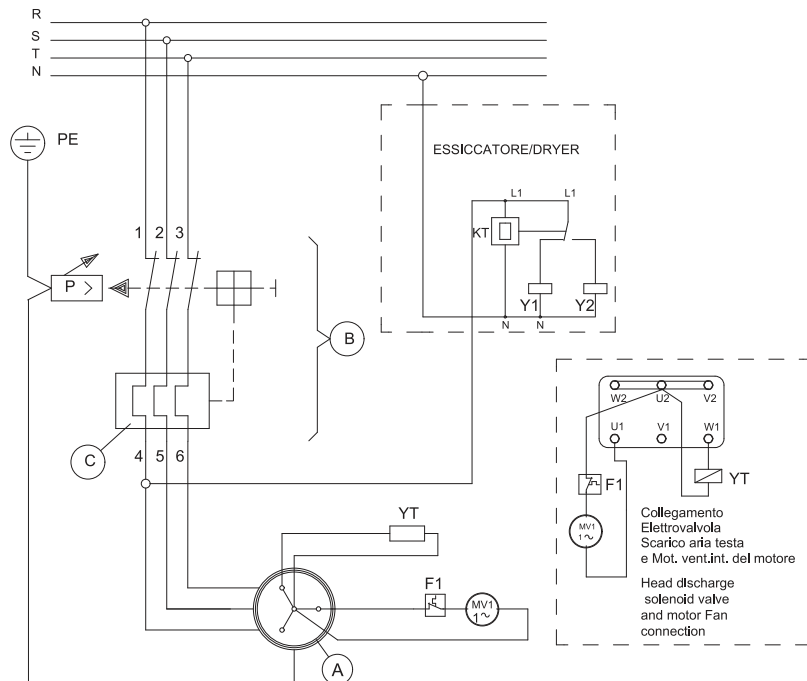 R
S
T
N
PE
ESSICCATORE/DRYER
L1 L1
KT
1 2 3
P >
Y1 Y2
N N
B
C
4 5 6
W2 U2 V2
U1 V1 W1
F1
YT
MV1
1~
Collegamento
Elettrovalvola
Scarico aria testa
e Mot. vent.int. del motore
Head discharge
solenoid valve
and motor Fan
connection
YT
F1
MV1
1~
A